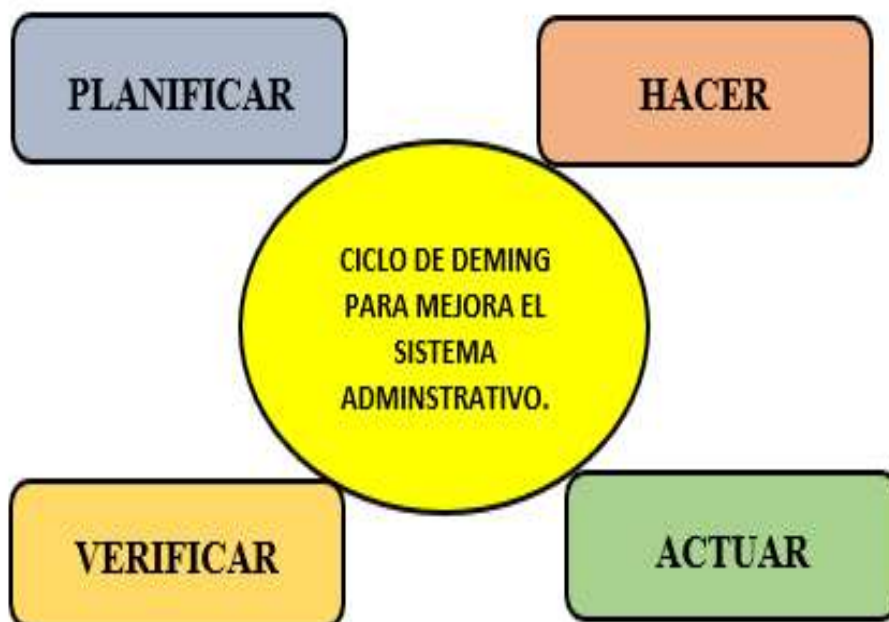 PLANIFICAR
HACER
CICLO DE DEMING
PARA MEJORA EL
SISTEMA
ADMINSTRATIVO.
VERIFICAR
ACTUAR